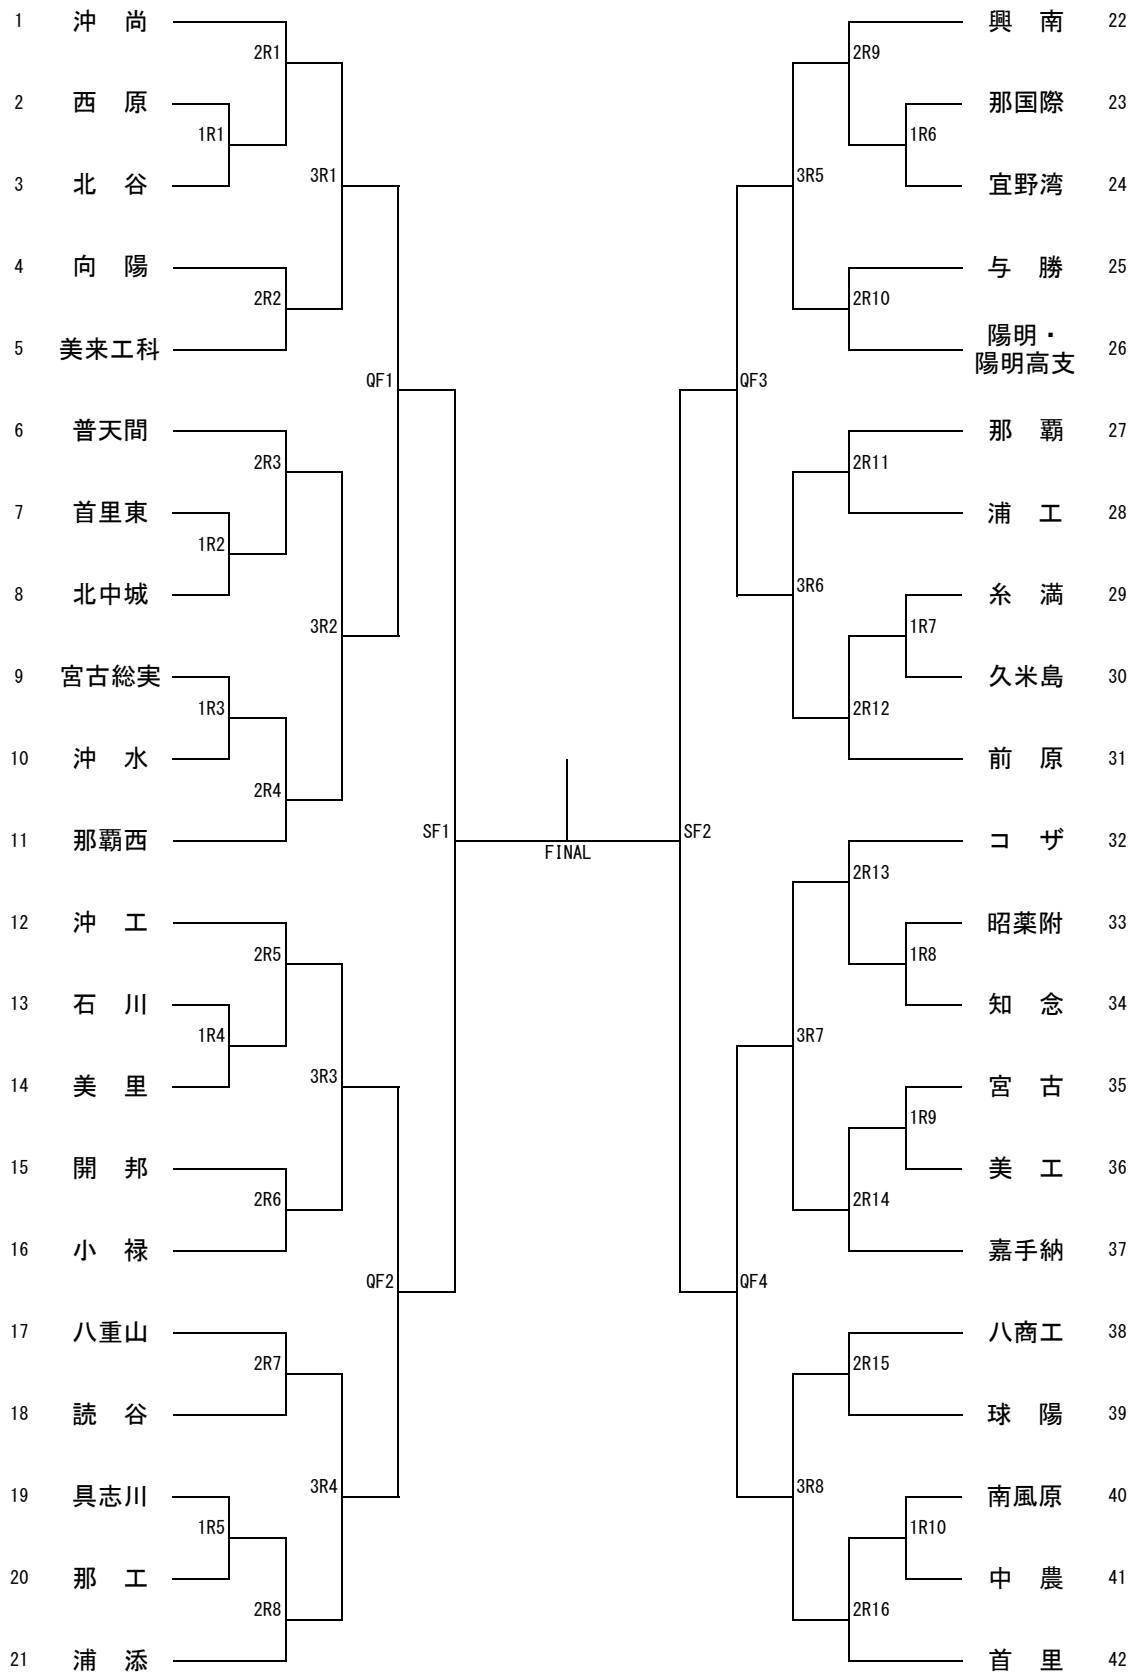 1 沖 尚
2R1
2 西 原
1R1
3 北 谷
3R1
4 向 陽
2R2
5 美来工科
QF1
6 普天間
2R3
7 首里東
1R2
8 北中城
3R2
9 宮古総実
1R3
10 沖 水
2R4
11 那覇西
SF1
12 沖 工
2R5
13 石 川
1R4
14 美 里
3R3
15 開 邦
2R6
16 小 禄
QF2
17 八重山
2R7
18 読 谷
3R4
19 具志川
1R5
20 那 工
2R8
21 浦 添
FINAL
興 南 22
2R9
那国際 23
1R6
宜野湾 24
3R5
与 勝 25
2R10
陽明・
陽明高支 26
QF3
那 覇 27
2R11
浦 工 28
3R6
糸 満 29
1R7
久米島 30
2R12
前 原 31
SF2
コ ザ 32
2R13
昭薬附 33
1R8
知 念 34
3R7
宮 古 35
1R9
美 工 36
2R14
嘉手納 37
QF4
八商工 38
2R15
球 陽 39
3R8
南風原 40
1R10
中 農 41
2R16
首 里 42